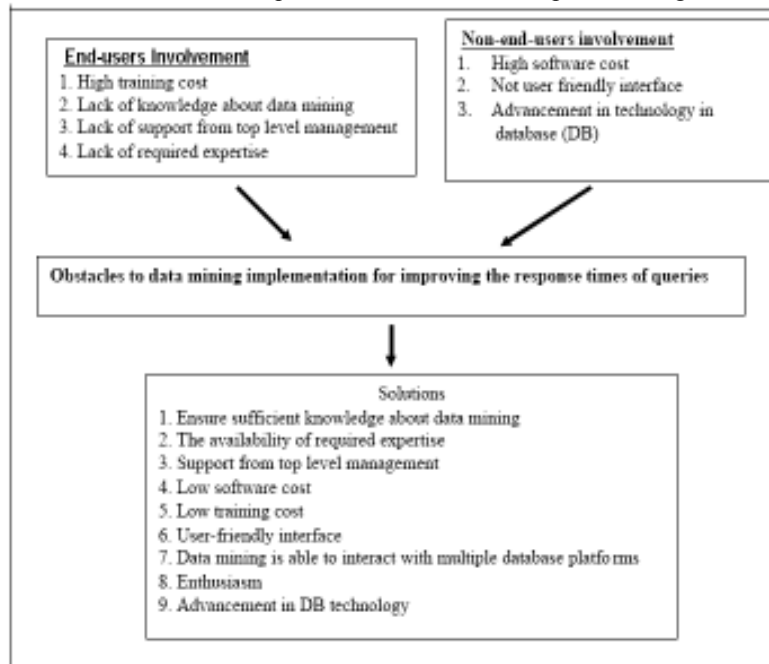 End-users Involvement
1. High training cost
2. Lack of knowledge about data mining
3. Lack of support from top level management
4. Lack of required expertise
Non-end-users involvement
1. High software cost
2. Not user friendly interface
3. Advancement in technology in
database (DB)
Obstacles to data mining implementation for improving the response times of queries
Solutions
1. Ensure sufficient knowledge about data mining
2. The availability of required expertise
3. Support from top level management
4. Low software cost
5. Low training cost
6. User-friendly interface
7. Data mining is able to interact with multiple database platforms
8. Enthusiasm
9. Advancement in DB technology